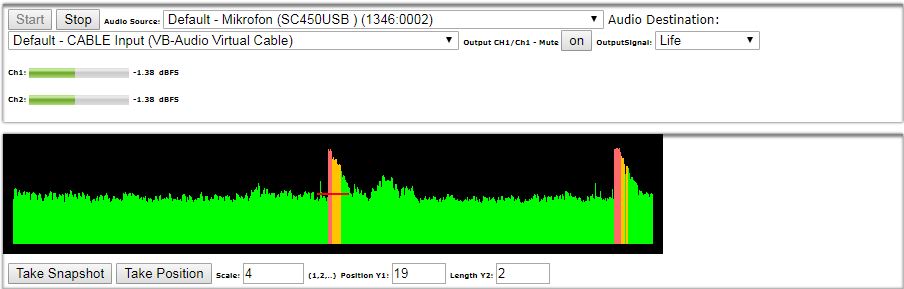 Start Stop Audio Source: Default - Mikrofon (SC450USB ) (1346:0002) Audio Destination:
Default - CABLE Input (VB-Audio Virtual Cable) Output CH1/Ch1 - Mute on OutputSignal: Life
Ch1: -1.38 dBFS
Ch2: -1.38 dBFS
Take Snapshot Take Position Scale: 4 (1,2,..) Position Y1: 19 Length Y2: 2